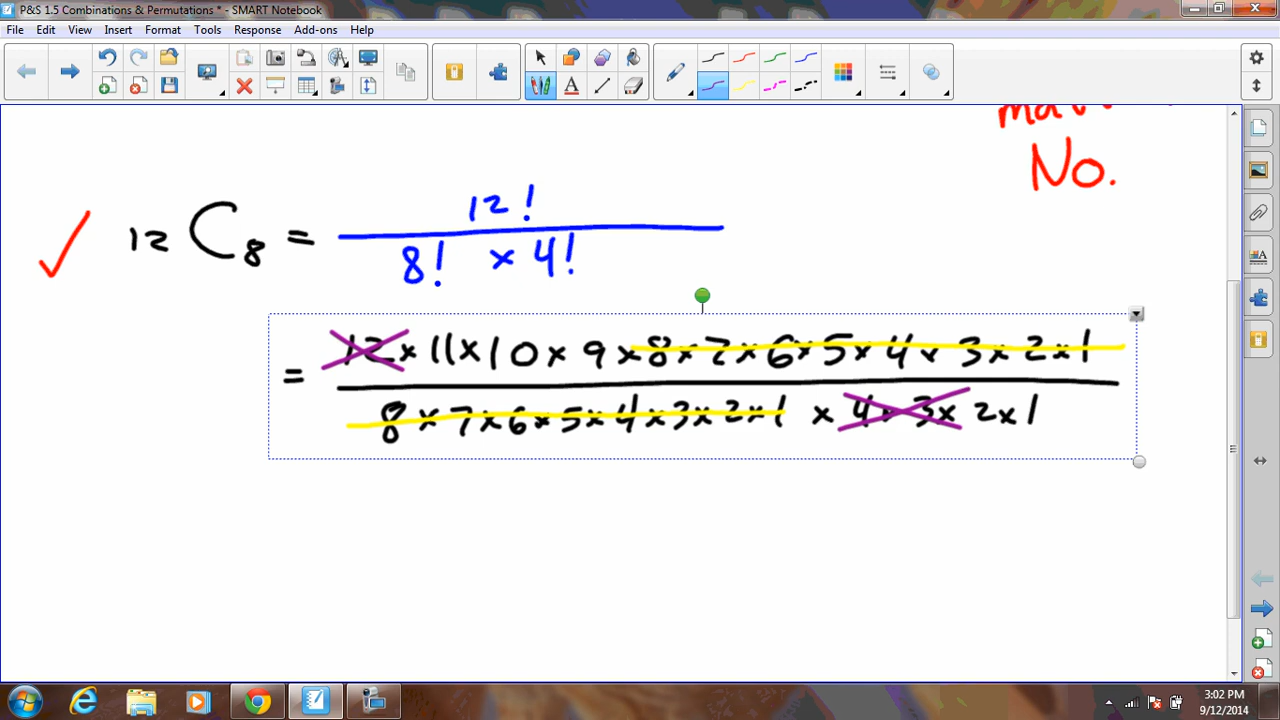 P&S 1.5 Combinations & Permutations * - SMART Notebook
File Edit View Insert Format Tools Response Add-ons Help
No.
✓ 12 C 8 = 12! / 8! × 4!
= 12 × 11 × 10 × 9 × 8 × 7 × 6 × 5 × 4 × 3 × 2 × 1
8 × 7 × 6 × 5 × 4 × 3 × 2 × 1 × 4 × 3 × 2 × 1
3:02 PM
9/12/2014